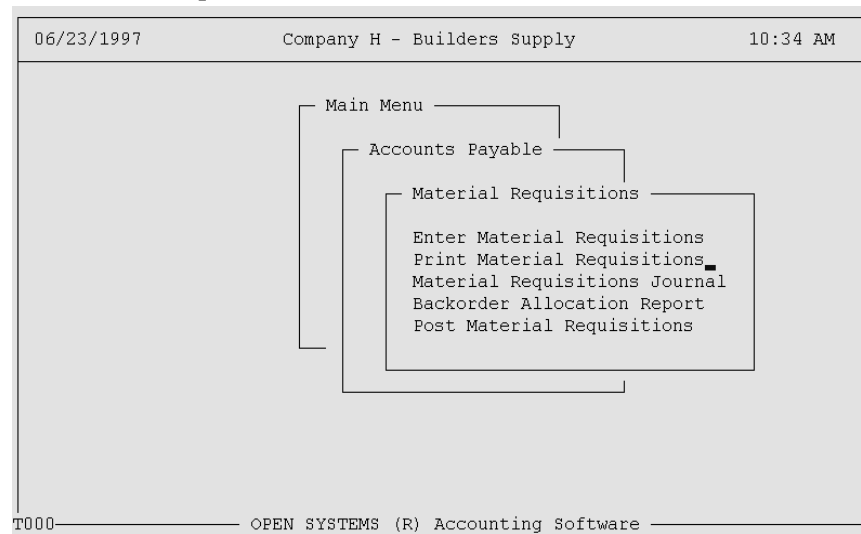 06/23/1997 Company H - Builders Supply 10:34 AM
Main Menu
Accounts Payable
Material Requisitions
Enter Material Requisitions
Print Material Requisitions
Material Requisitions Journal
Backorder Allocation Report
Post Material Requisitions
T000 OPEN SYSTEMS (R) Accounting Software